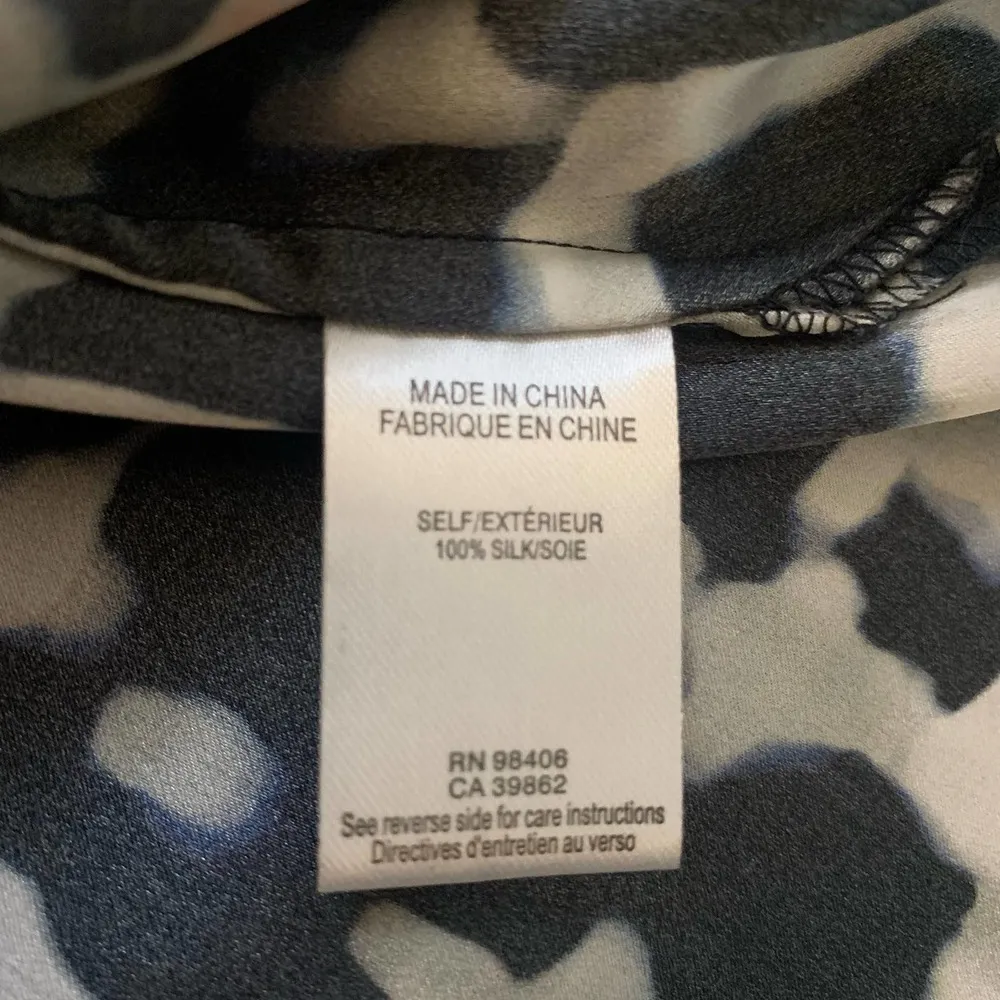 MADE IN CHINA
FABRIQUE EN CHINE
SELF/EXTÉRIEUR
100% SILK/SOIE
RN 98406
CA 39862
See reverse side for care instructions
Directives d'entretien au verso